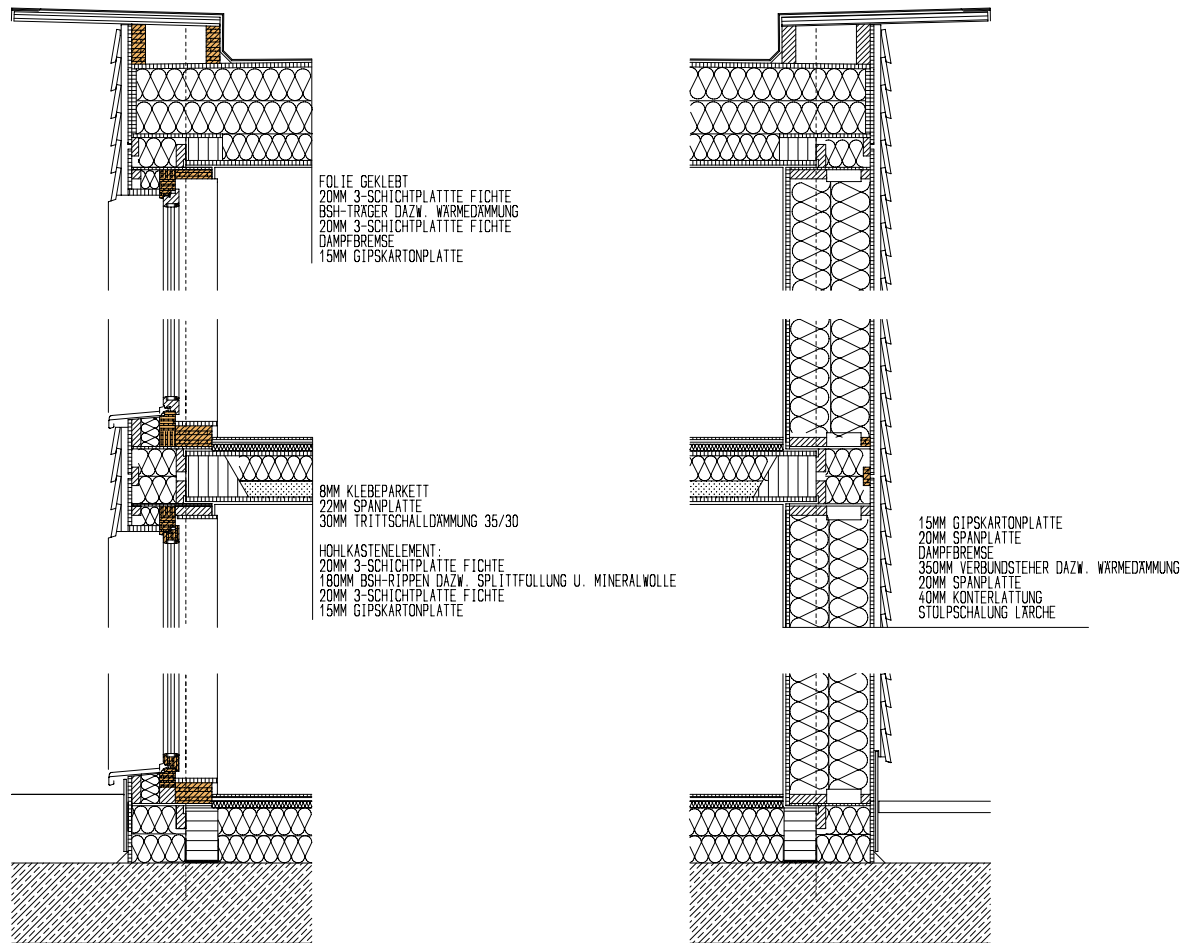 FOLIE GEKLEBT
20MM 3-SCHICHTPLATTTE FICHTE
BSH-TRÄGER DAZW. WÄRMEDÄMMUNG
20MM 3-SCHICHTPLATTTE FICHTE
DAMPFBREMSE
15MM GIPSKARTONPLATTE
8MM KLEBEPARKETT
22MM SPANPLATTE
30MM TRITTSCHALLDÄMMUNG 35/30
HOHLKASTENELEMENT:
20MM 3-SCHICHTPLATTE FICHTE
180MM BSH-RIPPEN DAZW. SPLITTFÜLLUNG U. MINERALWOLLE
20MM 3-SCHICHTPLATTE FICHTE
15MM GIPSKARTONPLATTE
15MM GIPSKARTONPLATTE
20MM SPANPLATTE
DAMPFBREMSE
350MM VERBUNDSTEHER DAZW. WÄRMEDÄMMUNG
20MM SPANPLATTE
40MM KONTERLATTUNG
STÜLPSCHALUNG LÄRCHE